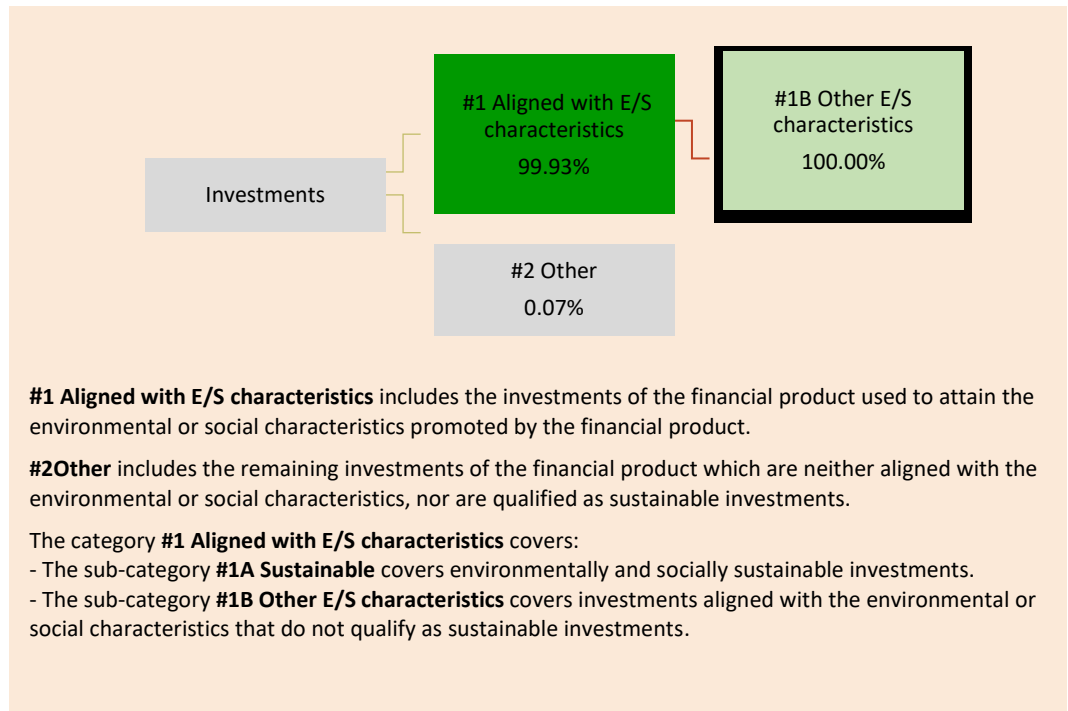 #1 Aligned with E/S
characteristics
99.93%
#1B Other E/S
characteristics
100.00%
Investments
#2 Other
0.07%
#1 Aligned with E/S characteristics includes the investments of the financial product used to attain the
environmental or social characteristics promoted by the financial product.
#2Other includes the remaining investments of the financial product which are neither aligned with the
environmental or social characteristics, nor are qualified as sustainable investments.
The category #1 Aligned with E/S characteristics covers:
- The sub-category #1A Sustainable covers environmentally and socially sustainable investments.
- The sub-category #1B Other E/S characteristics covers investments aligned with the environmental or
social characteristics that do not qualify as sustainable investments.